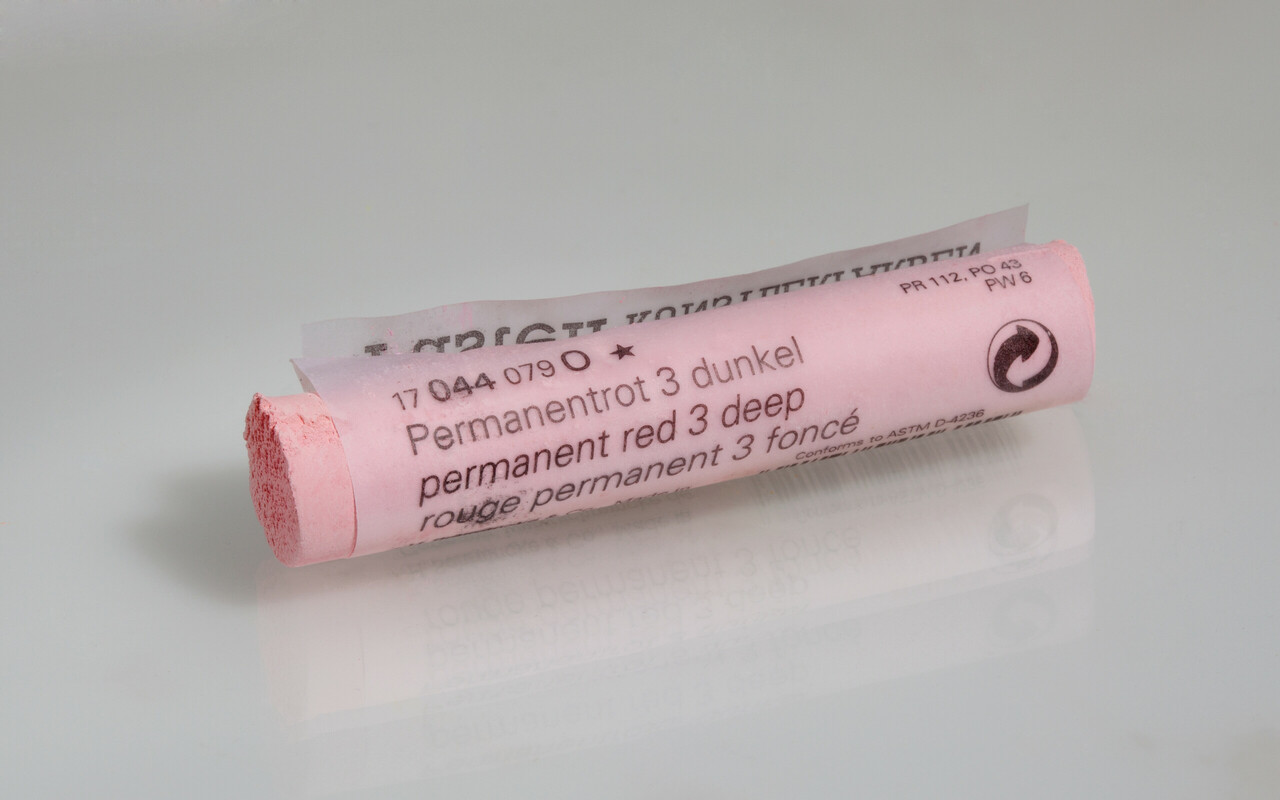 PR 112, PO 43
PW 6
17 044 079 O ★
Permanentrot 3 dunkel
permanent red 3 deep
rouge permanent 3 foncé
Conforms to ASTM D-4236